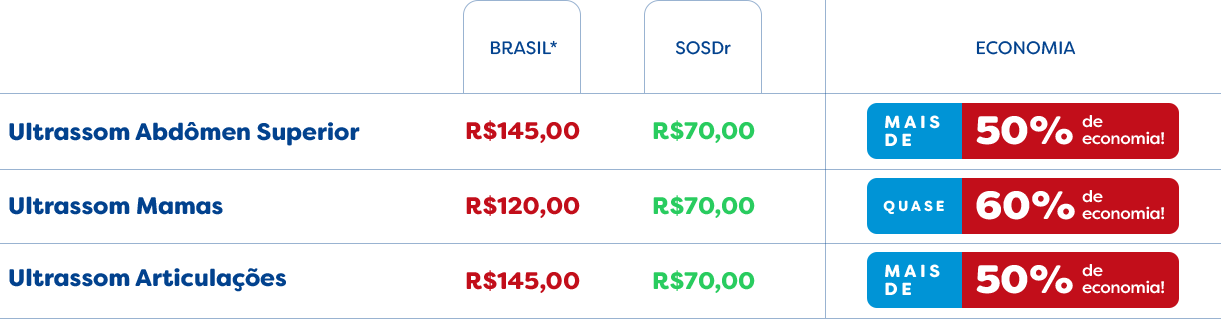 BRASIL* SOSDr ECONOMIA
Ultrassom Abdômen Superior R$145,00 R$70,00 MAIS DE 50% de economia!
Ultrassom Mamas R$120,00 R$70,00 QUASE 60% de economia!
Ultrassom Articulações R$145,00 R$70,00 MAIS DE 50% de economia!